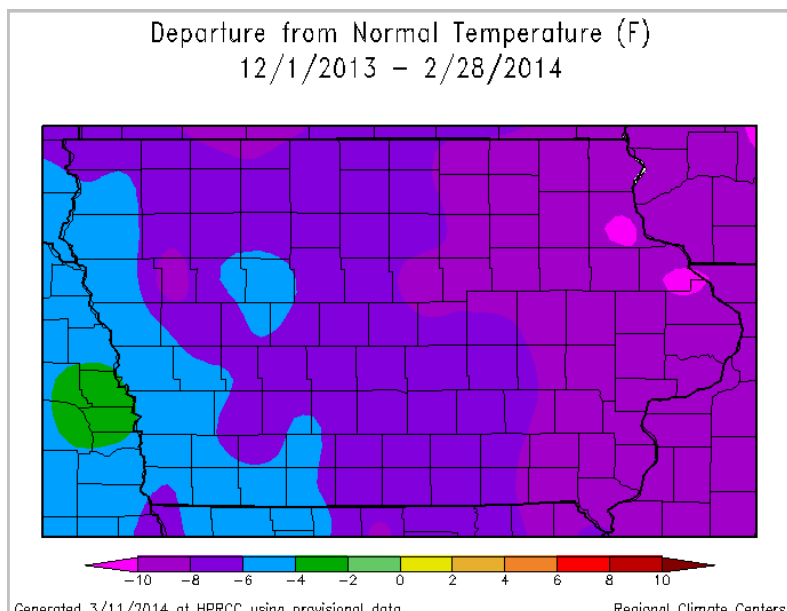 Departure from Normal Temperature (F)
12/1/2013 – 2/28/2014
-10 -8 -6 -4 -2 0 2 4 6 8 10
Generated 3/11/2014 at HPRCC using provisional data. Regional Climate Centers